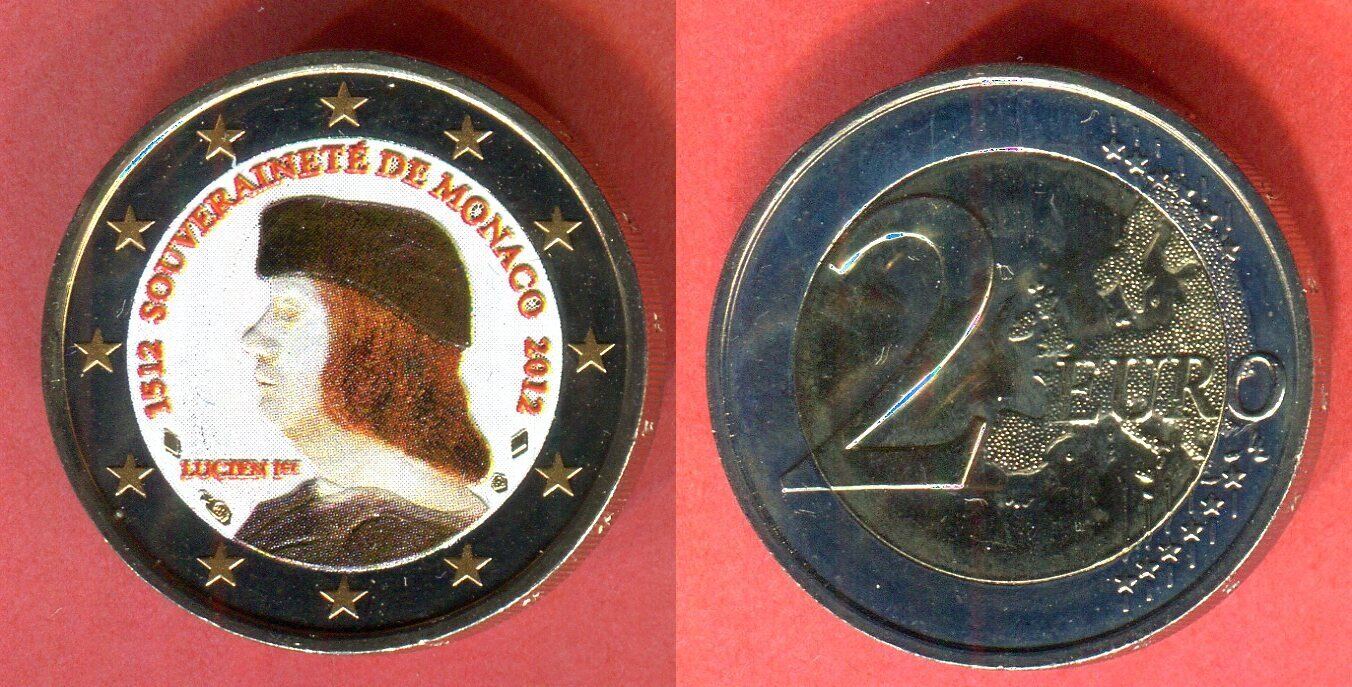 1512 SOUVERAINETÉ DE MONACO 2012
LUCIEN IER
2 EURO